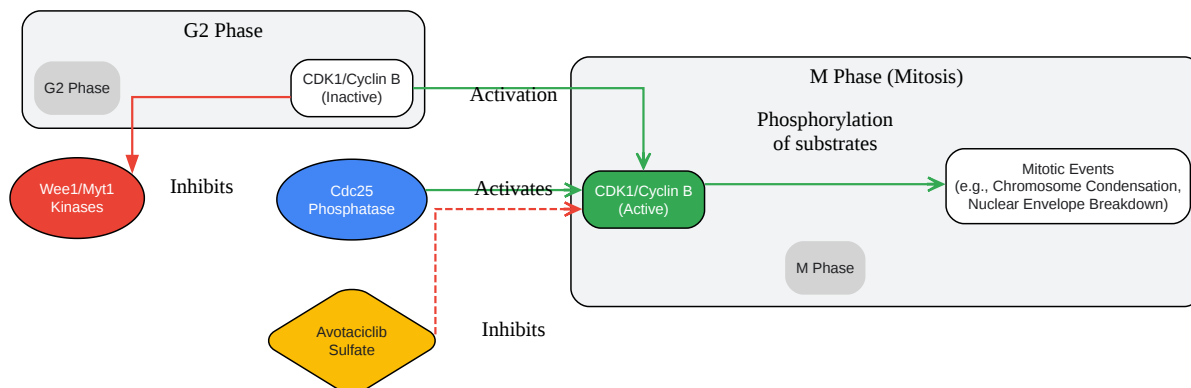 G2 Phase
G2 Phase
CDK1/Cyclin B
(Inactive)
Activation
M Phase (Mitosis)
Phosphorylation
of substrates
Wee1/Myt1
Kinases
Inhibits
Cdc25
Phosphatase
Activates
CDK1/Cyclin B
(Active)
Mitotic Events
(e.g., Chromosome Condensation,
Nuclear Envelope Breakdown)
M Phase
Avotaciclib
Sulfate
Inhibits